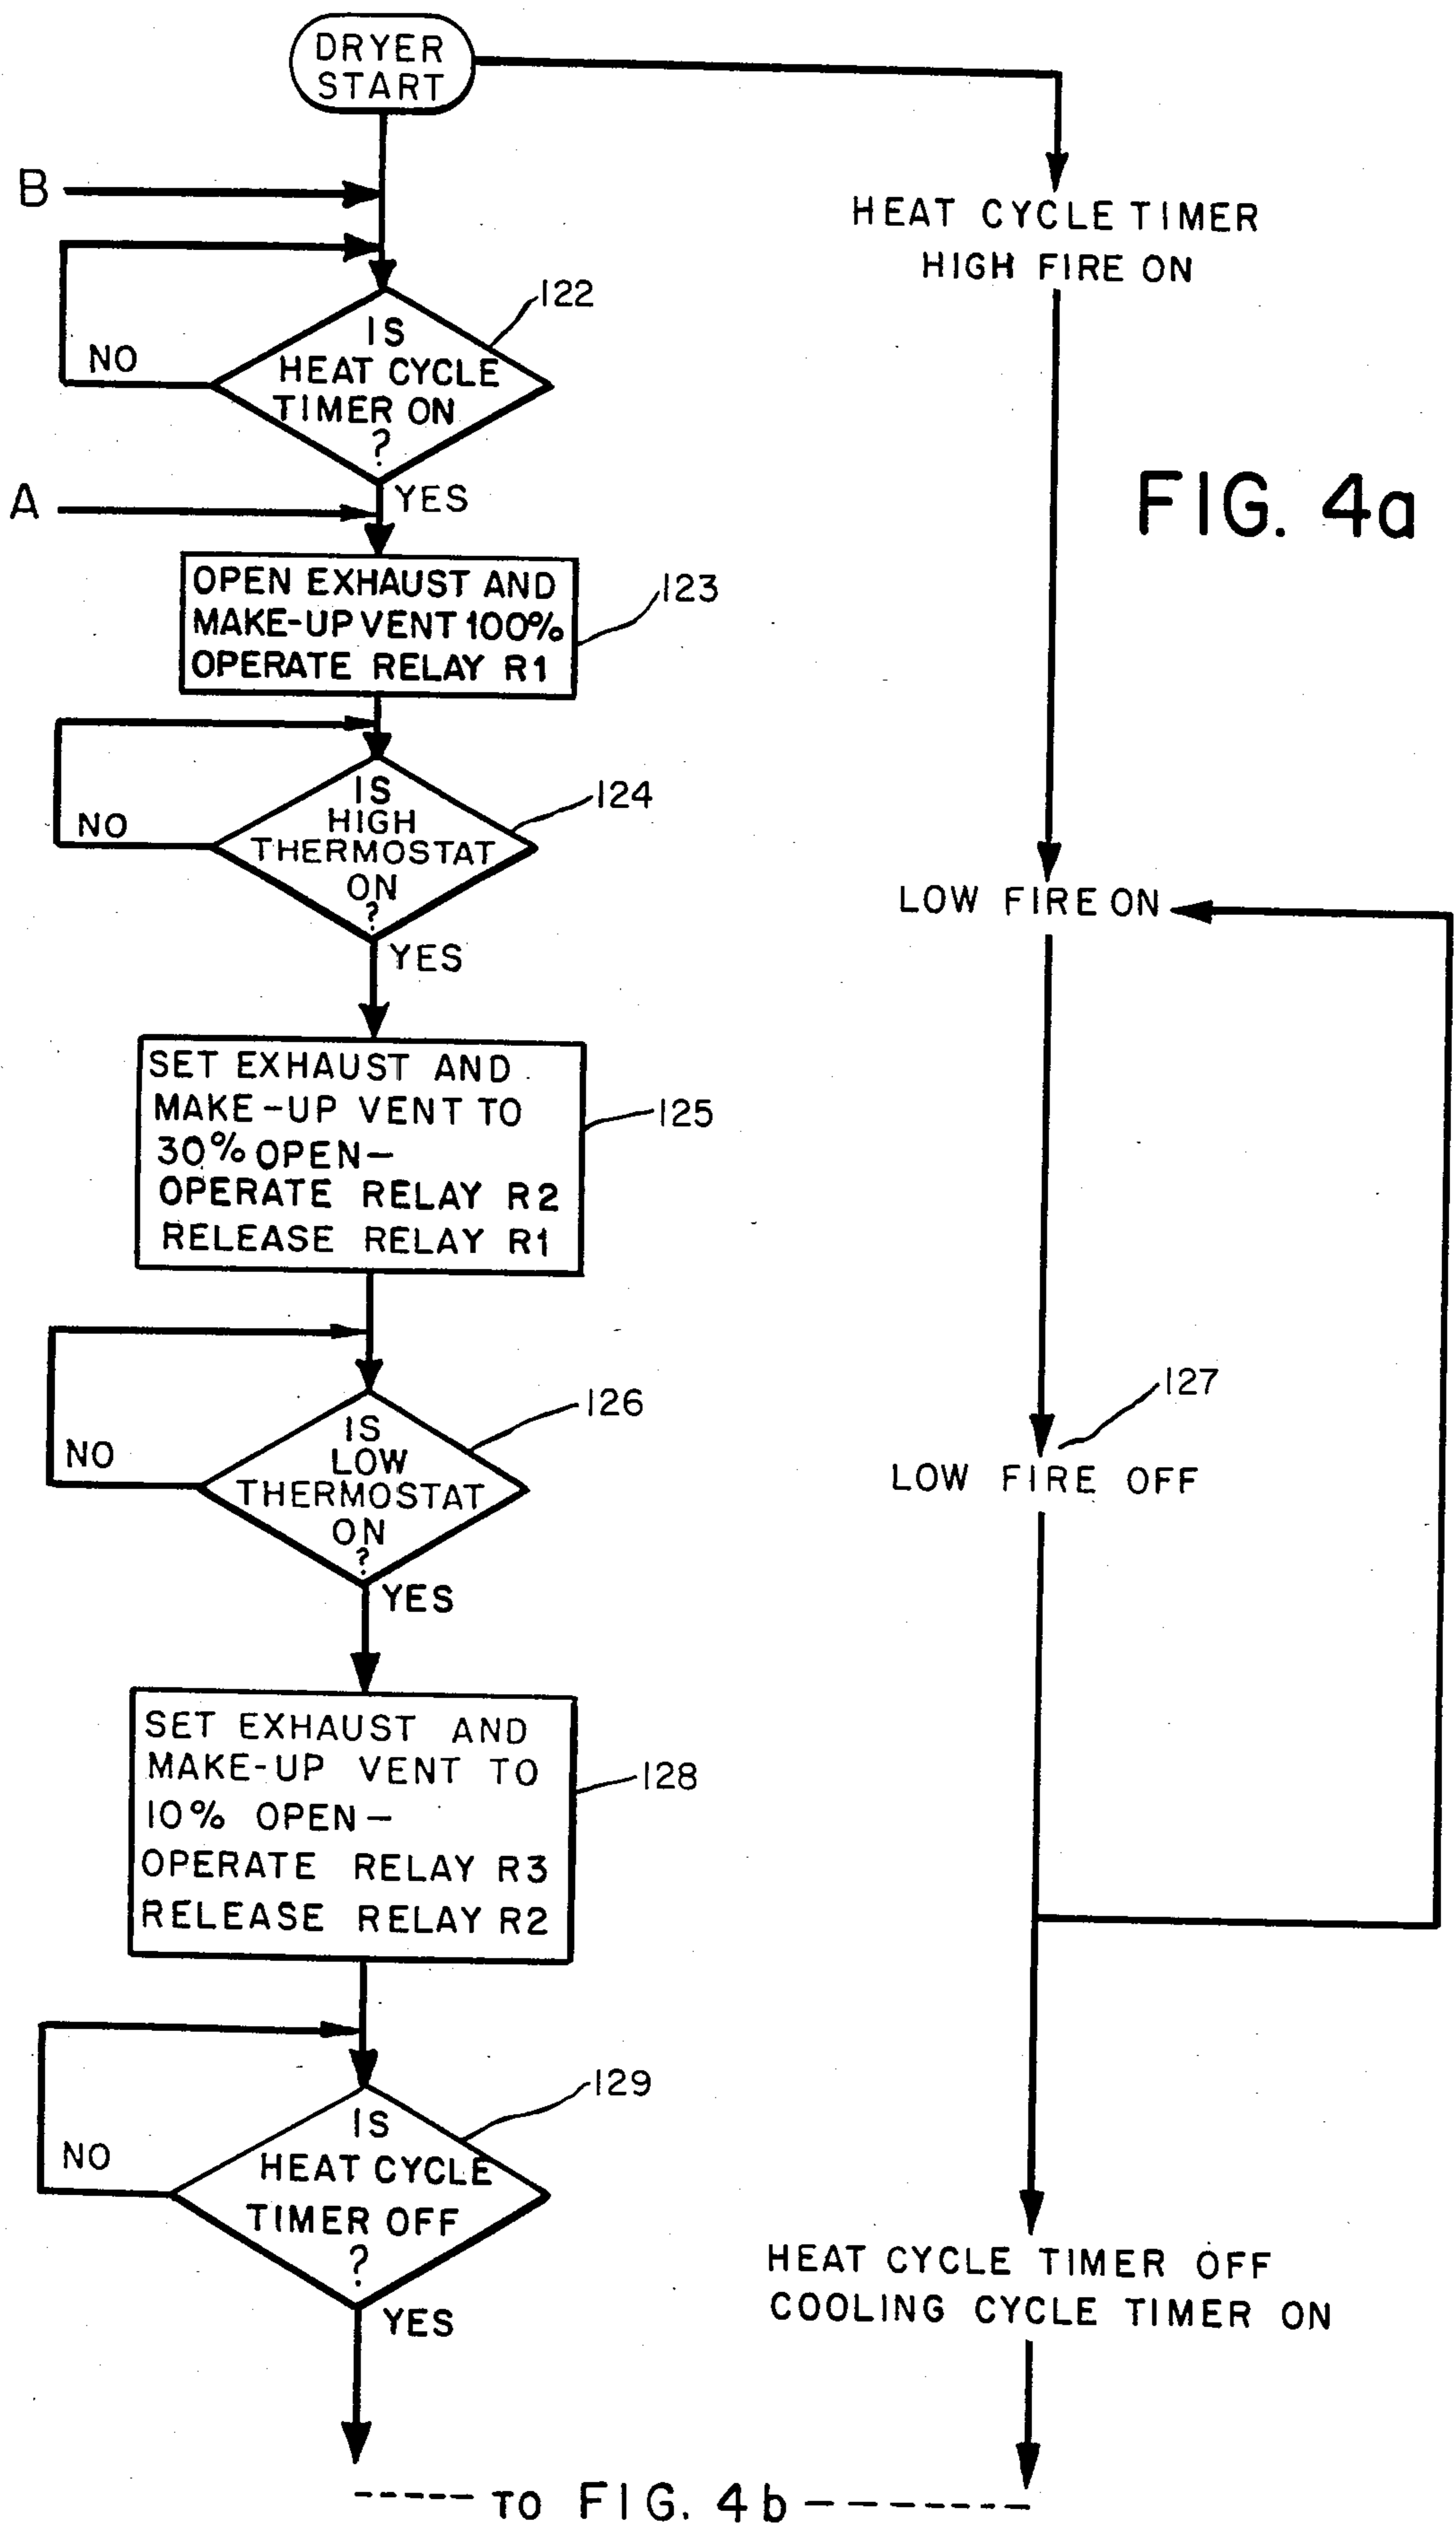 DRYER
START
B
HEAT CYCLE TIMER
HIGH FIRE ON
122
IS
HEAT CYCLE
TIMER ON
?
NO
YES
A
FIG. 4a
OPEN EXHAUST AND
MAKE-UP VENT 100%
OPERATE RELAY R1
123
IS
HIGH
THERMOSTAT
ON
?
124
NO
YES
LOW FIRE ON
SET EXHAUST AND
MAKE-UP VENT TO
30% OPEN—
OPERATE RELAY R2
RELEASE RELAY R1
125
IS
LOW
THERMOSTAT
ON
?
126
NO
YES
127
LOW FIRE OFF
SET EXHAUST AND
MAKE-UP VENT TO
10% OPEN—
OPERATE RELAY R3
RELEASE RELAY R2
128
IS
HEAT CYCLE
TIMER OFF
?
129
NO
YES
HEAT CYCLE TIMER OFF
COOLING CYCLE TIMER ON
TO FIG. 4b